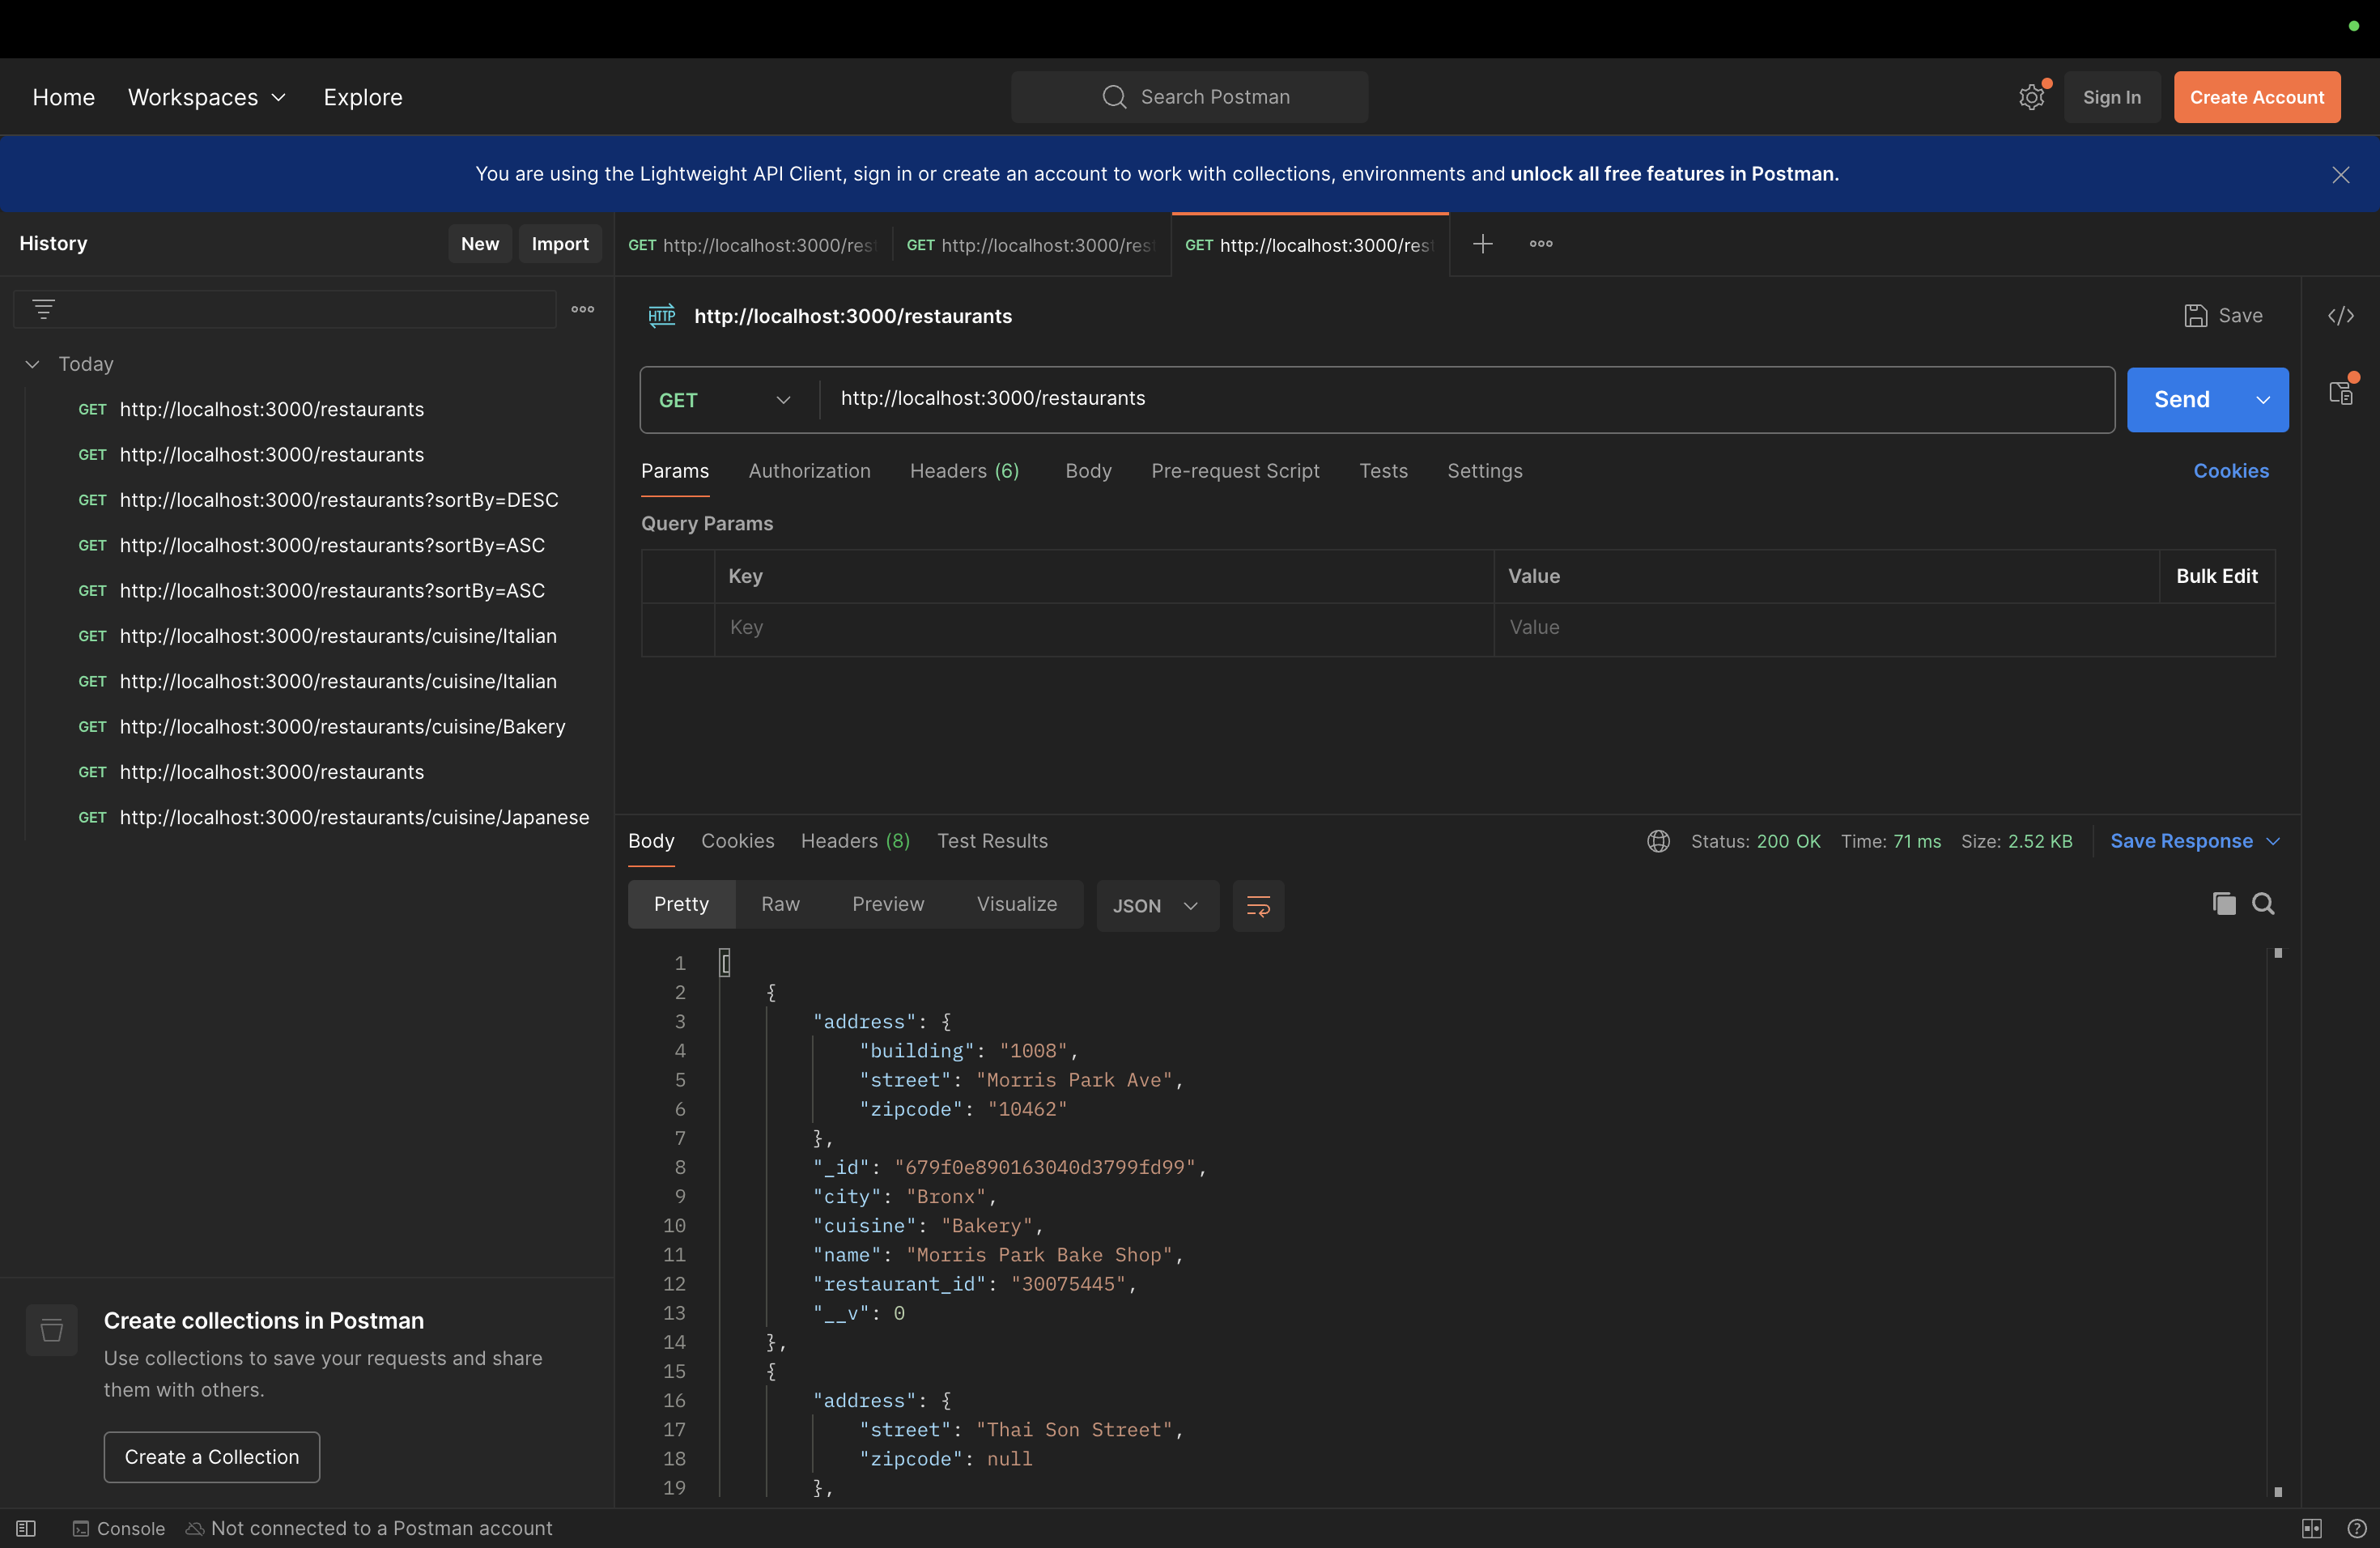 Home Workspaces Explore Search Postman Sign In Create Account
You are using the Lightweight API Client, sign in or create an account to work with collections, environments and unlock all free features in Postman.
History New Import
GET http://localhost:3000/res GET http://localhost:3000/res GET http://localhost:3000/res
Today
GET http://localhost:3000/restaurants
GET http://localhost:3000/restaurants
GET http://localhost:3000/restaurants?sortBy=DESC
GET http://localhost:3000/restaurants?sortBy=ASC
GET http://localhost:3000/restaurants?sortBy=ASC
GET http://localhost:3000/restaurants/cuisine/Italian
GET http://localhost:3000/restaurants/cuisine/Italian
GET http://localhost:3000/restaurants/cuisine/Bakery
GET http://localhost:3000/restaurants
GET http://localhost:3000/restaurants/cuisine/Japanese
Create collections in Postman
Use collections to save your requests and share
them with others.
Create a Collection
HTTP http://localhost:3000/restaurants Save
GET http://localhost:3000/restaurants Send
Params Authorization Headers (6) Body Pre-request Script Tests Settings Cookies
Query Params
Key Value Bulk Edit
Key Value
Body Cookies Headers (8) Test Results Status: 200 OK Time: 71 ms Size: 2.52 KB Save Response
Pretty Raw Preview Visualize JSON
1 [
2 {
3 "address": {
4 "building": "1008",
5 "street": "Morris Park Ave",
6 "zipcode": "10462"
7 },
8 "_id": "679f0e890163040d3799fd99",
9 "city": "Bronx",
10 "cuisine": "Bakery",
11 "name": "Morris Park Bake Shop",
12 "restaurant_id": "30075445",
13 "__v": 0
14 },
15 {
16 "address": {
17 "street": "Thai Son Street",
18 "zipcode": null
19 },
Console Not connected to a Postman account